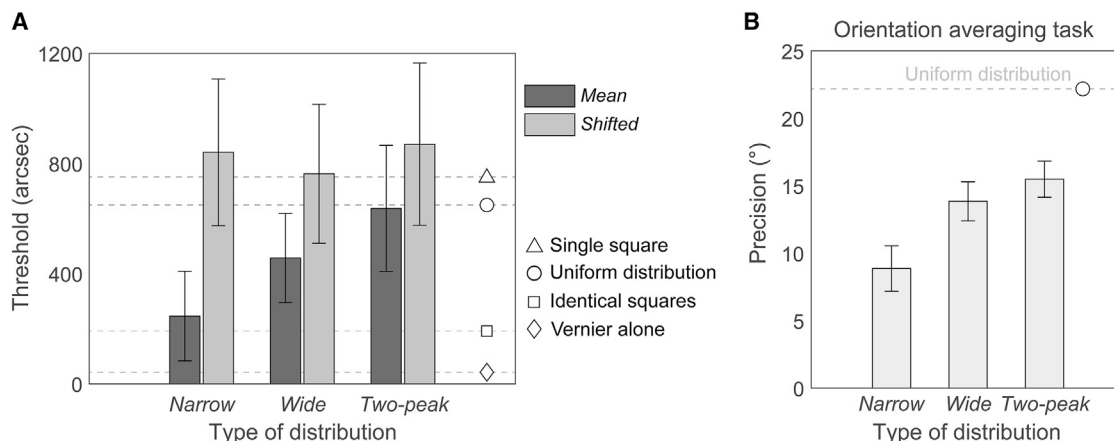 A
1200
800
400
0
Threshold (arcsec)
Narrow Wide Two-peak
Type of distribution
Mean
Shifted
Single square
Uniform distribution
Identical squares
Vernier alone
B
Orientation averaging task
25
22
15
10
5
0
Precision (°)
Uniform distribution
Narrow Wide Two-peak
Type of distribution